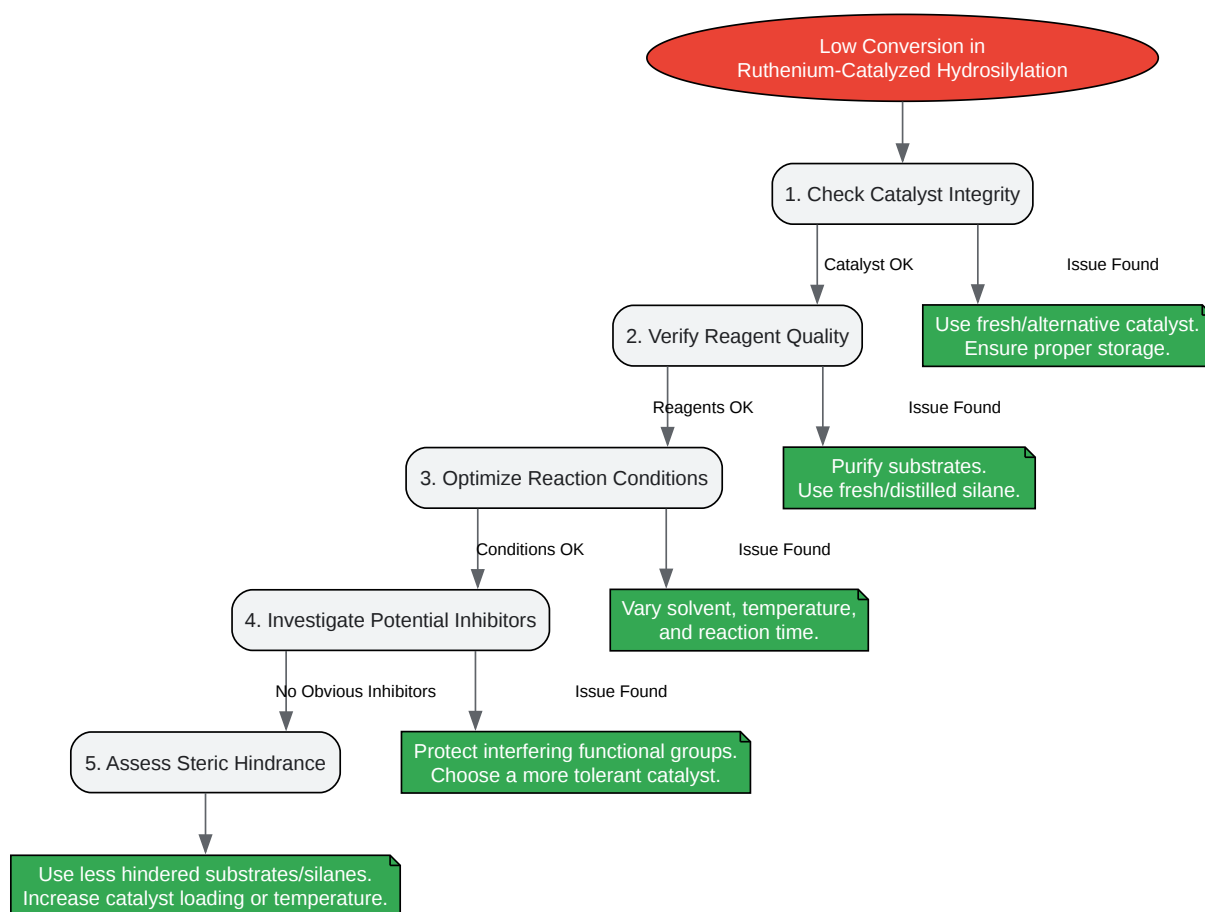 Low Conversion in
Ruthenium-Catalyzed Hydrosilylation
1. Check Catalyst Integrity
Catalyst OK
Issue Found
2. Verify Reagent Quality
Use fresh/alternative catalyst.
Ensure proper storage.
Reagents OK
Issue Found
3. Optimize Reaction Conditions
Purify substrates.
Use fresh/distilled silane.
Conditions OK
Issue Found
4. Investigate Potential Inhibitors
Vary solvent, temperature,
and reaction time.
No Obvious Inhibitors
Issue Found
5. Assess Steric Hindrance
Protect interfering functional groups.
Choose a more tolerant catalyst.
Use less hindered substrates/silanes.
Increase catalyst loading or temperature.